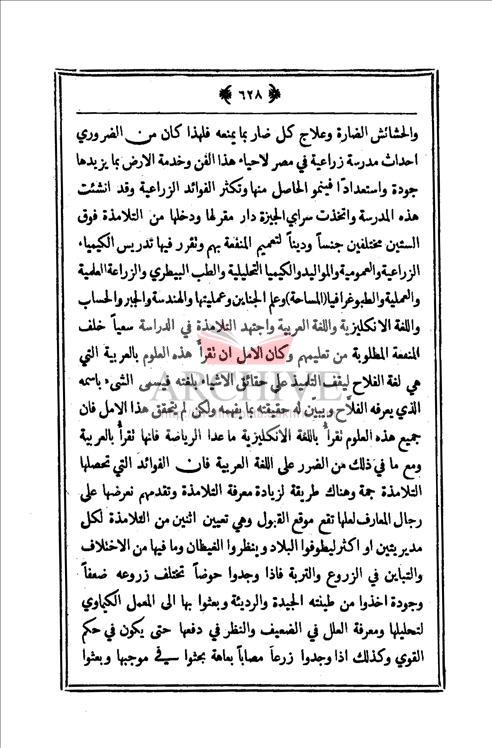 ٦٢٨
والحشائش الضارة وعلاج كل ضار بما يمنعه فلهذا كان من الضروري
احداث مدرسة زراعية في مصر لاحياء هذا الفن وخدمة الارض بما يزيدها
جودة واستعدادًا فينمو الحاصل منها وتكثر الفوائد الزراعية وقد انشئت
هذه المدرسة واتخذت سراي الجيزة دار مقرلها ودخلها من التلامذة فوق
الستين مختلفين جنساً وديناً لتعميم المنفعة بهم وتقرر فيها تدريس الكيمياء
الزراعية والعمومية والمواليد والكيميا التحليلية والطب البيطري والزراعة العلمية
والعملية والطبوغرافيا (المساحة) وعلم الجناين وعمليتها والهندسة والجبر والحساب
واللغة الانكليزية واللغة العربية واجتهد التلامذة في الدراسة سعياً خلف
المنفعة المطلوبة من تعليمهم وكان الامل ان نقرأ هذه العلوم بالعربية التي
هي لغة الفلاح ليقف التلميذ على حقائق الاشياء بلغته فيسمى الشيء باسمه
الذي يعرفه الفلاح ويبين له حقيقته بما يفهمه ولكن لم يتحقق هذا الامل فان
جميع هذه العلوم نقرأ باللغة الانكليزية ماعدا الرياضة فانها نقرأ بالعربية
ومع ما في ذلك من الضرر على اللغة العربية فان الفوائد التي تحصلها
التلامذة جمة وهناك طريقة لزيادة معرفة التلامذة وتقدمهم نعرضها على
رجال المعارف لعلها تقع موقع القبول وهي تعيين اثنين من التلامذة لكل
مديريتين او اكثر ليطوفوا البلاد وينظروا الغيطان وما فيها من الاختلاف
والتباين في الزروع والتربة فاذا وجدوا حوضاً تختلف زروعه ضعفاً
وجودة اخذوا من طينته الجيدة والرديئة وبعثوا بها الى المعمل الكيماوي
لتحليلها ومعرفة العلل في الضعيف والنظر في دفعها حتى يكون في حكم
القوي وكذلك اذا وجدوا زرعاً مصاباً بعاهة بحثوا في موجبها وبعثوا
ARCHIVE